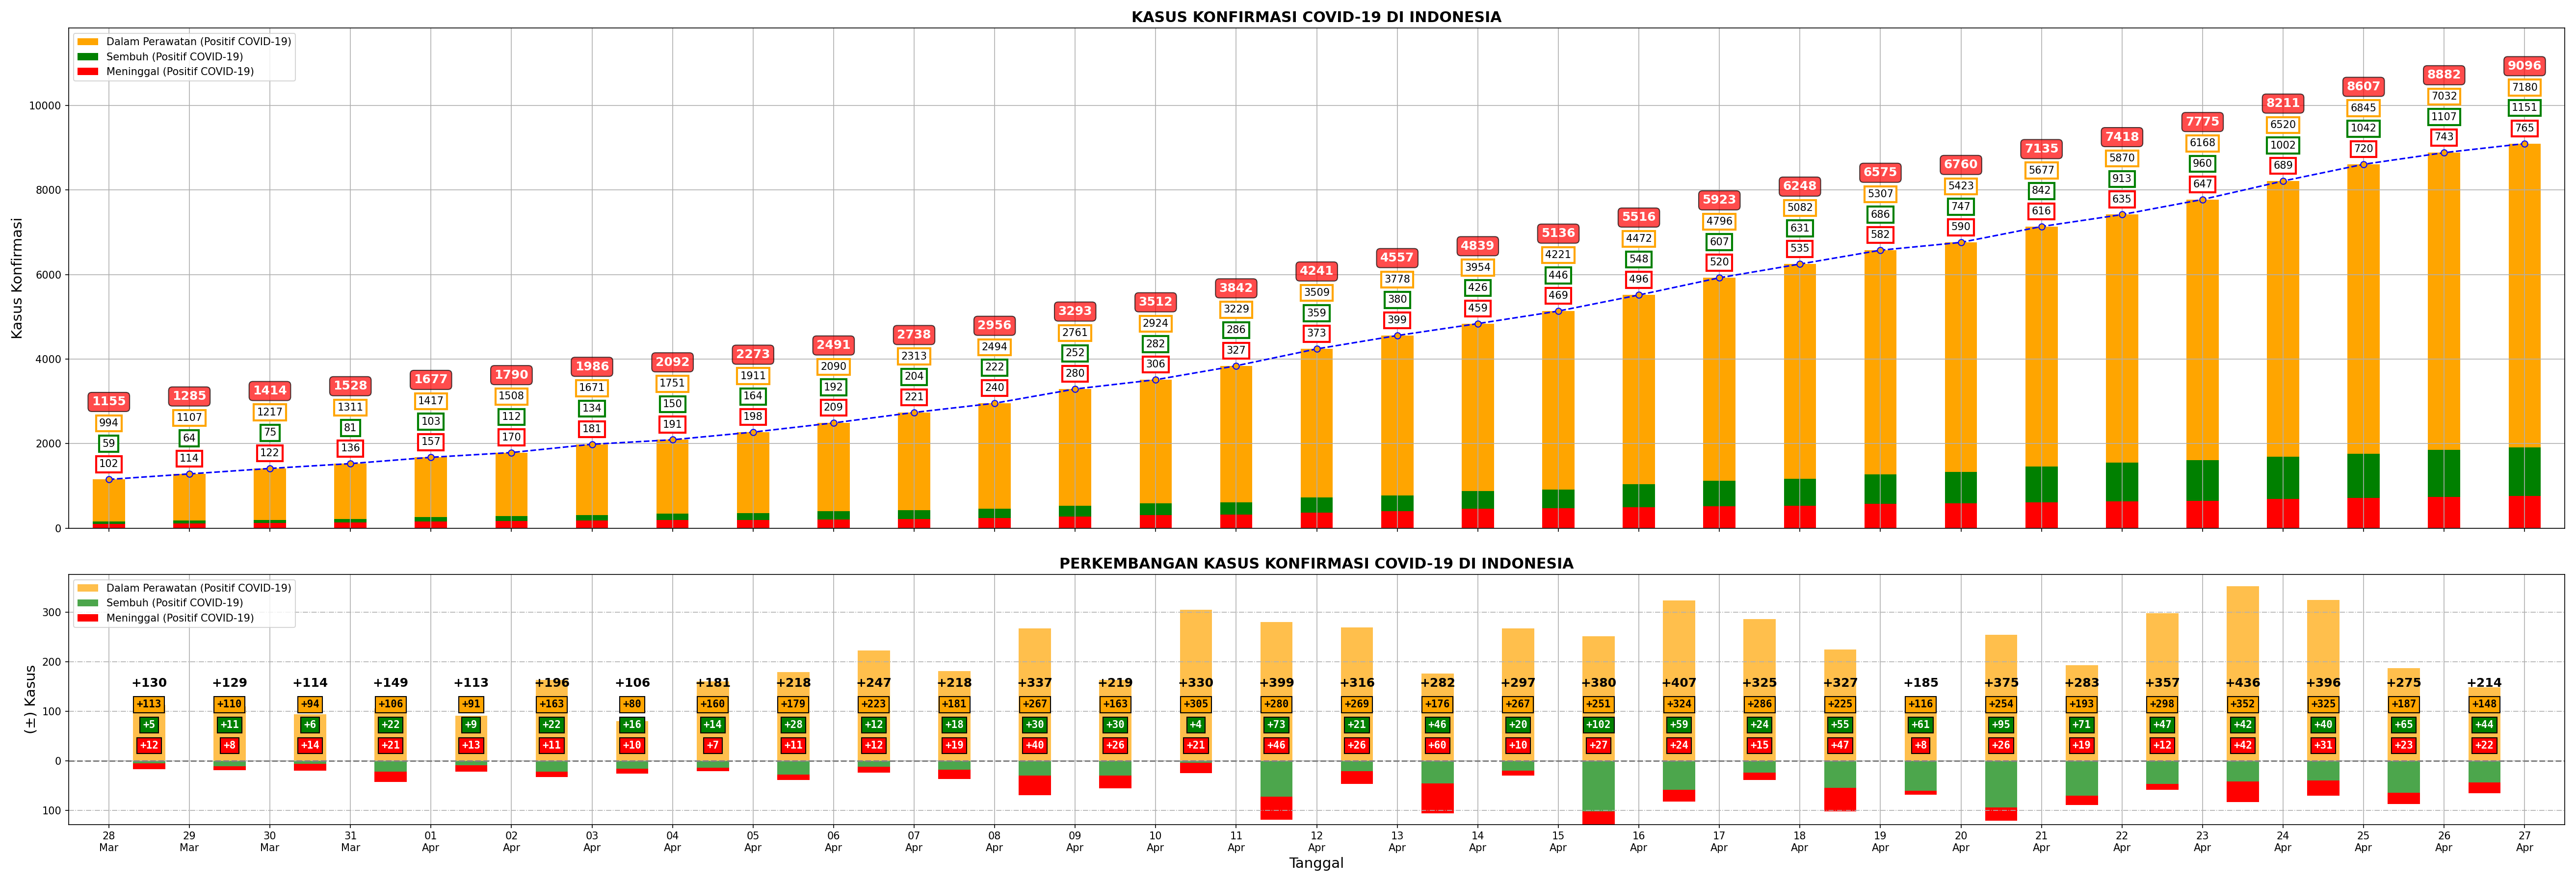 KASUS KONFIRMASI COVID-19 DI INDONESIA
Dalam Perawatan (Positif COVID-19)
Sembuh (Positif COVID-19)
Meninggal (Positif COVID-19)
Kasus Konfirmasi
10000
8000
6000
4000
2000
0
1155 994 59 102
1285 1107 64 114
1414 1217 75 122
1528 1311 81 136
1677 1417 103 157
1790 1508 112 170
1986 1671 134 181
2092 1751 150 191
2273 1911 164 198
2491 2090 192 209
2738 2313 204 221
2956 2494 222 240
3293 2761 252 280
3512 2924 282 306
3842 3229 286 327
4241 3509 359 373
4557 3778 380 399
4839 3954 426 459
5136 4221 446 469
5516 4472 548 496
5923 4796 607 520
6248 5082 631 535
6575 5307 686 582
6760 5423 747 590
7135 5677 842 616
7418 5870 913 635
7775 6168 960 647
8211 6520 1002 689
8607 6845 1042 720
8882 7032 1107 743
9096 7180 1151 765
PERKEMBANGAN KASUS KONFIRMASI COVID-19 DI INDONESIA
Dalam Perawatan (Positif COVID-19)
Sembuh (Positif COVID-19)
Meninggal (Positif COVID-19)
(±) Kasus
300
200
100
0
100
+130 +129 +114 +149 +113 +196 +106 +181 +218 +247 +218 +337 +219 +330 +399 +316 +282 +297 +380 +407 +325 +327 +185 +375 +283 +357 +436 +396 +275 +214
+113 +110 +94 +106 +91 +163 +80 +160 +179 +223 +181 +267 +163 +305 +280 +269 +176 +267 +251 +324 +286 +225 +116 +254 +193 +298 +352 +325 +187 +148
+5 +11 +6 +22 +9 +22 +16 +14 +28 +12 +18 +30 +30 +4 +73 +21 +46 +20 +102 +59 +24 +55 +61 +95 +71 +47 +42 +40 +65 +44
+12 +8 +14 +21 +13 +11 +10 +7 +11 +12 +19 +40 +26 +21 +46 +26 +60 +10 +27 +24 +15 +47 +8 +26 +19 +12 +42 +31 +23 +22
28 29 30 31 01 02 03 04 05 06 07 08 09 10 11 12 13 14 15 16 17 18 19 20 21 22 23 24 25 26 27
Mar Mar Mar Mar Apr Apr Apr Apr Apr Apr Apr Apr Apr Apr Apr Apr Apr Apr Apr Apr Apr Apr Apr Apr Apr Apr Apr Apr Apr Apr Apr
Tanggal